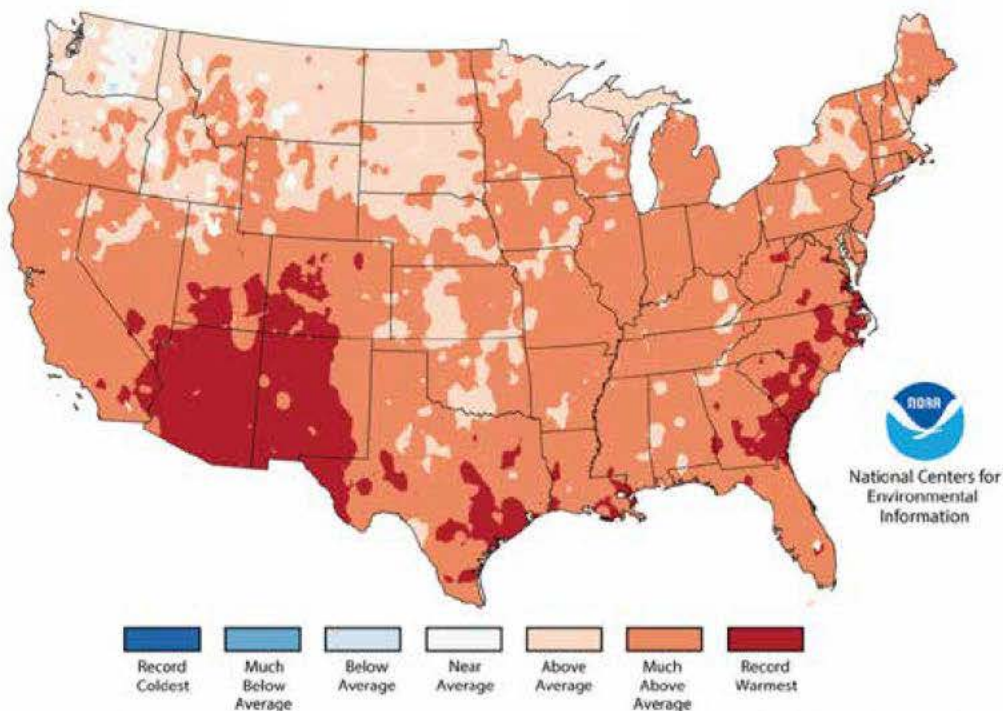 NOAA
National Centers for
Environmental
Information
Record
Coldest
Much
Below
Average
Below
Average
Near
Average
Above
Average
Much
Above
Average
Record
Warmest